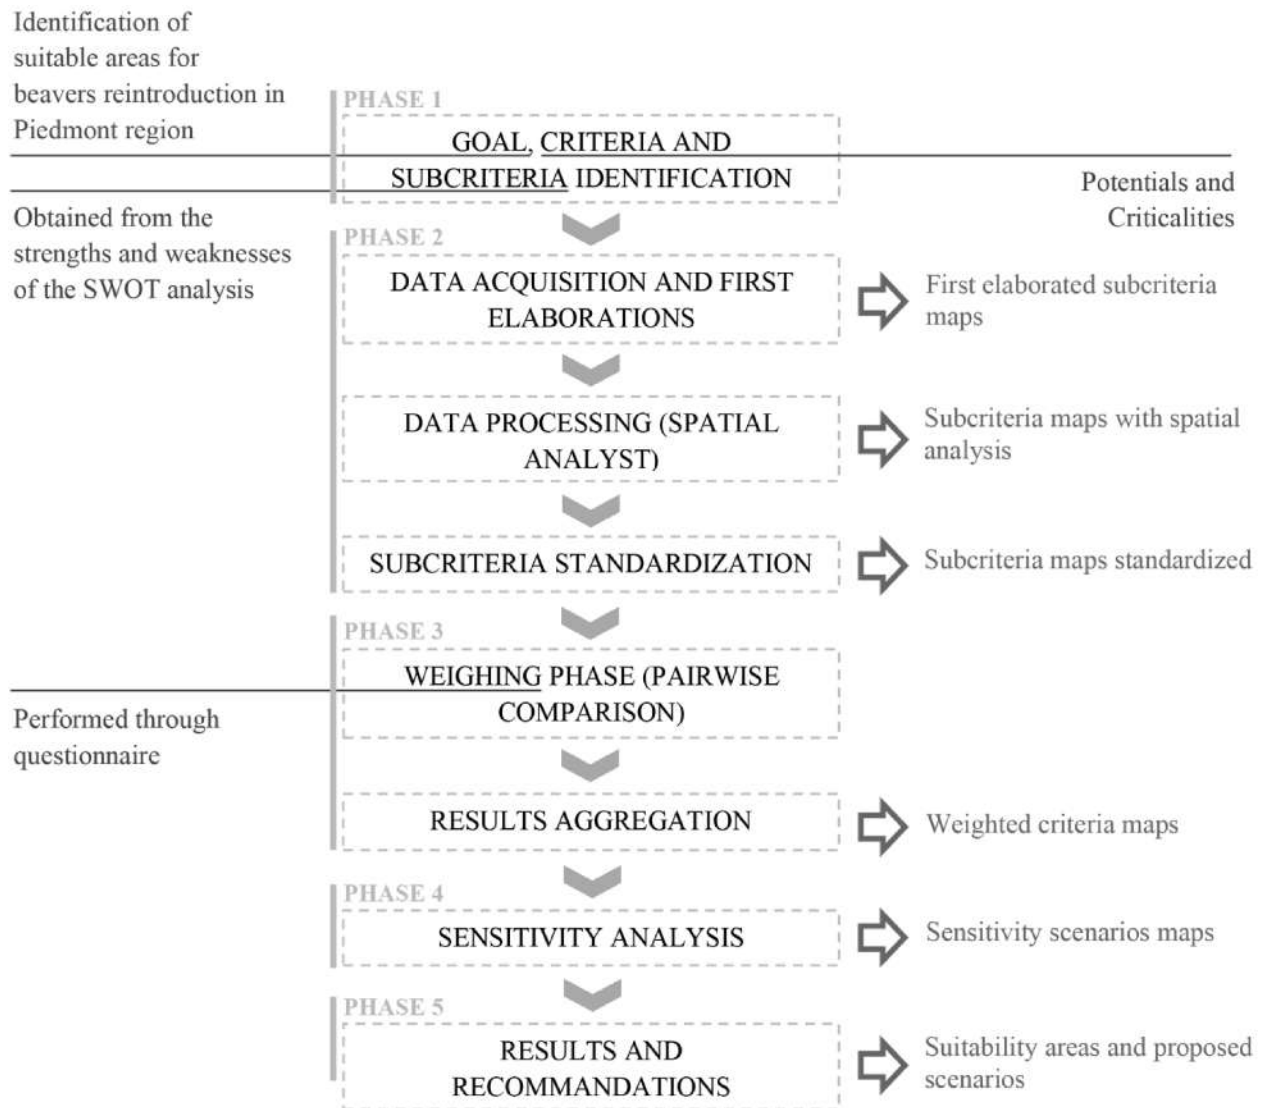 Identification of
suitable areas for
beavers reintroduction in
Piedmont region
PHASE 1
GOAL, CRITERIA AND
SUBCRITERIA IDENTIFICATION
Potentials and
Criticalities
Obtained from the
strengths and weaknesses
of the SWOT analysis
PHASE 2
DATA ACQUISITION AND FIRST
ELABORATIONS
First elaborated subcriteria
maps
DATA PROCESSING (SPATIAL
ANALYST)
Subcriteria maps with spatial
analysis
SUBCRITERIA STANDARDIZATION
Subcriteria maps standardized
PHASE 3
WEIGHING PHASE (PAIRWISE
COMPARISON)
Performed through
questionnaire
RESULTS AGGREGATION
Weighted criteria maps
PHASE 4
SENSITIVITY ANALYSIS
Sensitivity scenarios maps
PHASE 5
RESULTS AND
RECOMMANDATIONS
Suitability areas and proposed
scenarios